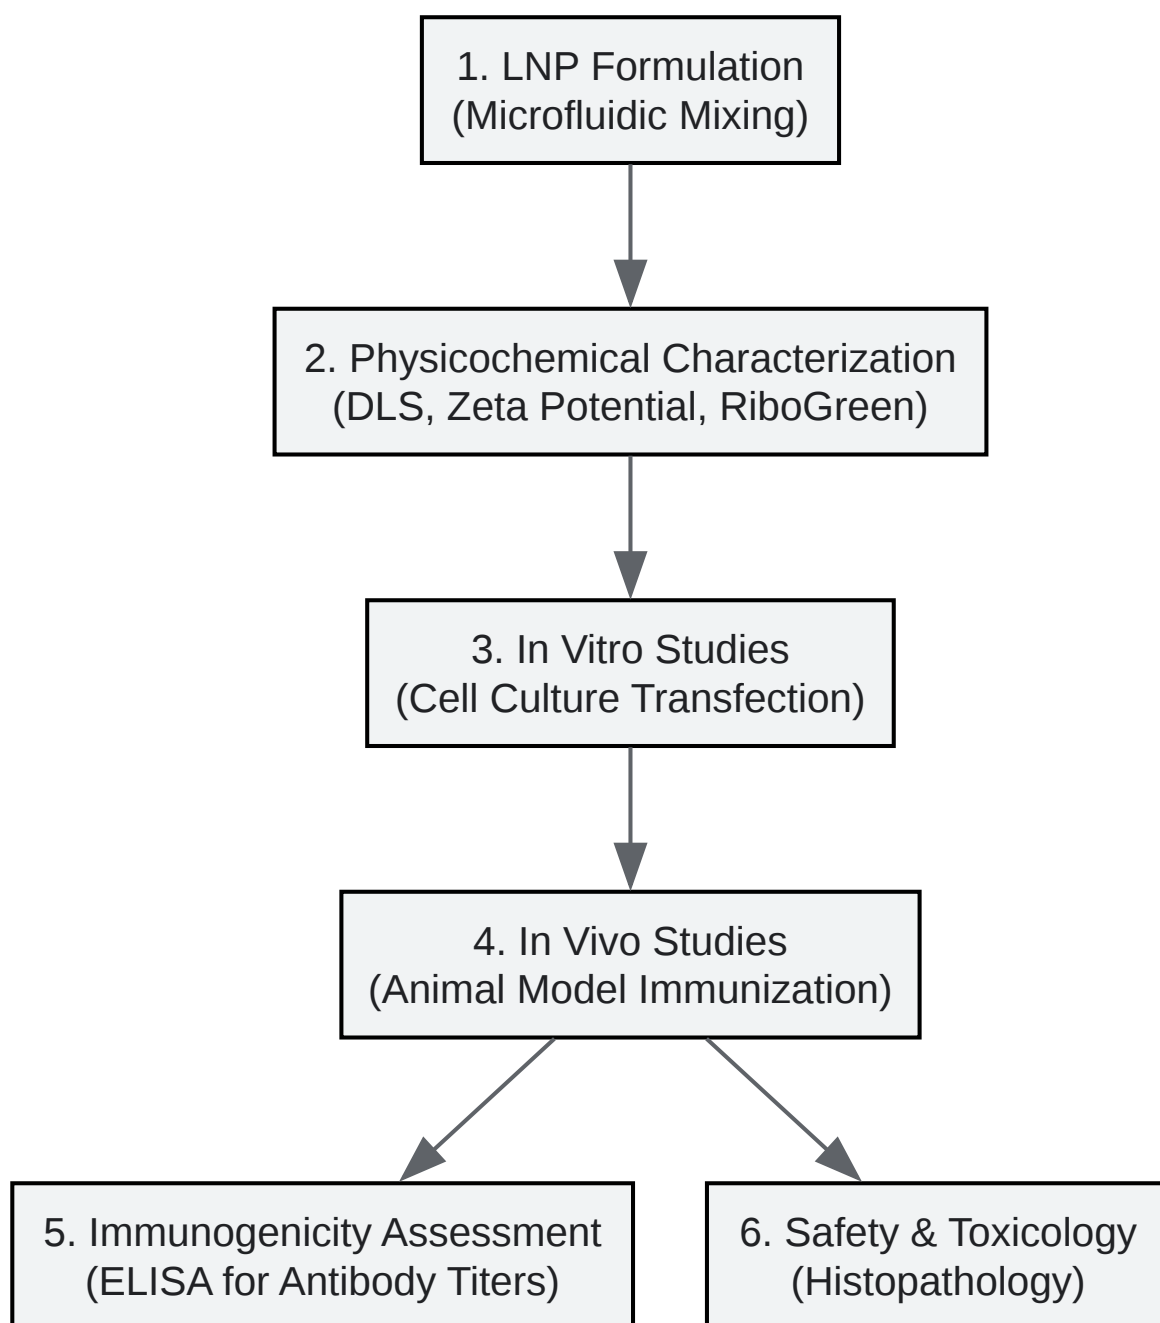 1. LNP Formulation
(Microfluidic Mixing)
2. Physicochemical Characterization
(DLS, Zeta Potential, RiboGreen)
3. In Vitro Studies
(Cell Culture Transfection)
4. In Vivo Studies
(Animal Model Immunization)
5. Immunogenicity Assessment
(ELISA for Antibody Titers)
6. Safety & Toxicology
(Histopathology)